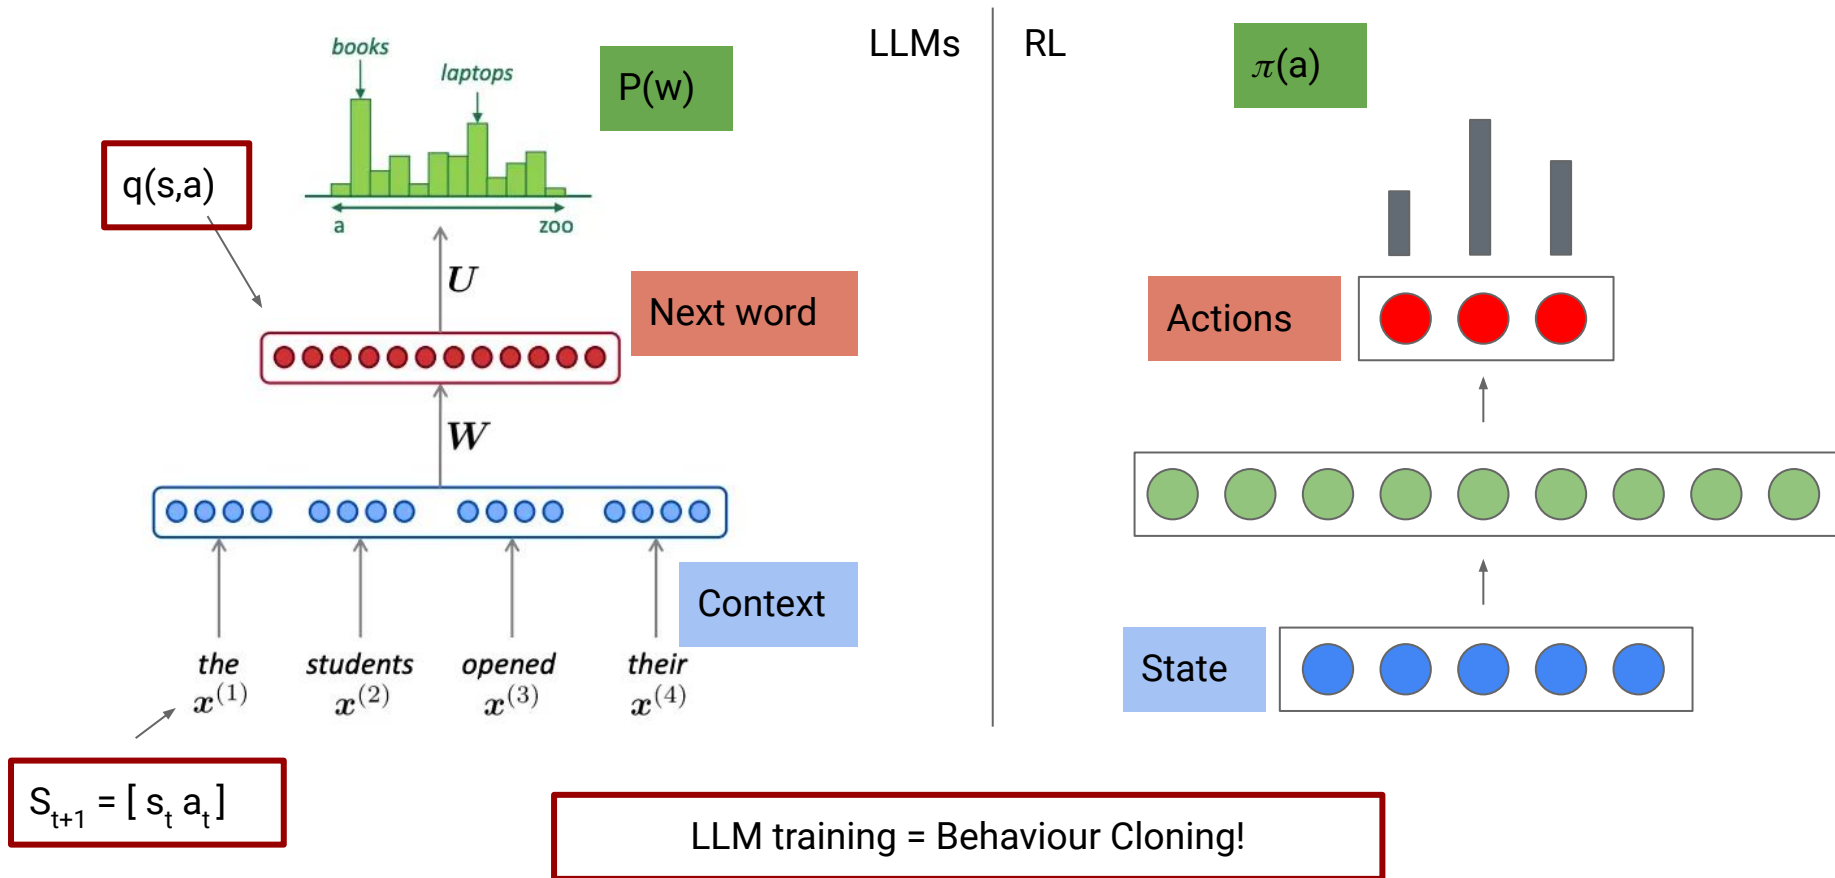 LLMs
RL
books
laptops
P(w)
π(a)
q(s,a)
a
zoo
U
Next word
Actions
W
Context
State
the students opened their
x(1) x(2) x(3) x(4)
St+1 = [ st at ]
LLM training = Behaviour Cloning!